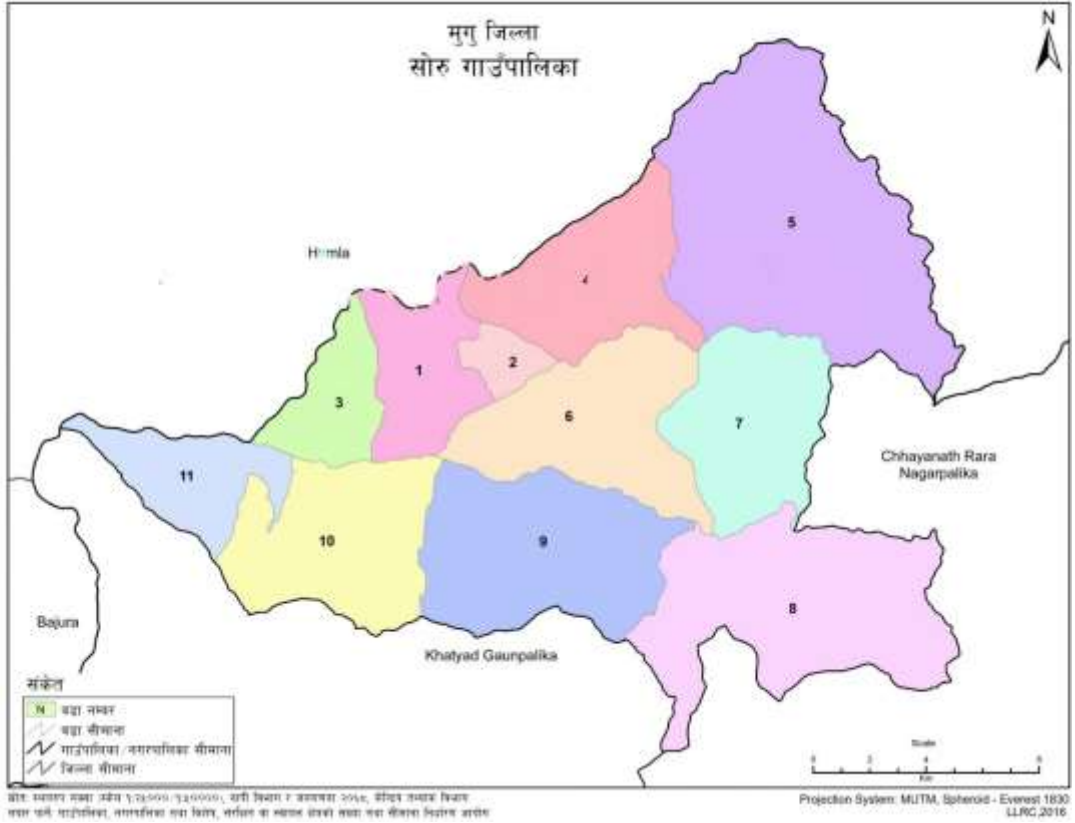 मुगु जिल्ला
सोरु गाउँपालिका
N
5
Humla
4
1
2
3
6
7
Chhayanath Rara
Nagarpalika
11
10
9
8
Bajura
Khatyad Gaunpalika
संकेत
N वडा नम्बर
वडा सीमाना
गाउँपालिका/नगरपालिका सीमाना
जिल्ला सीमाना
Scale
0 2 4 8
Km
Projection System: MUTM, Spheroid - Everest 1830
LLRC,2016